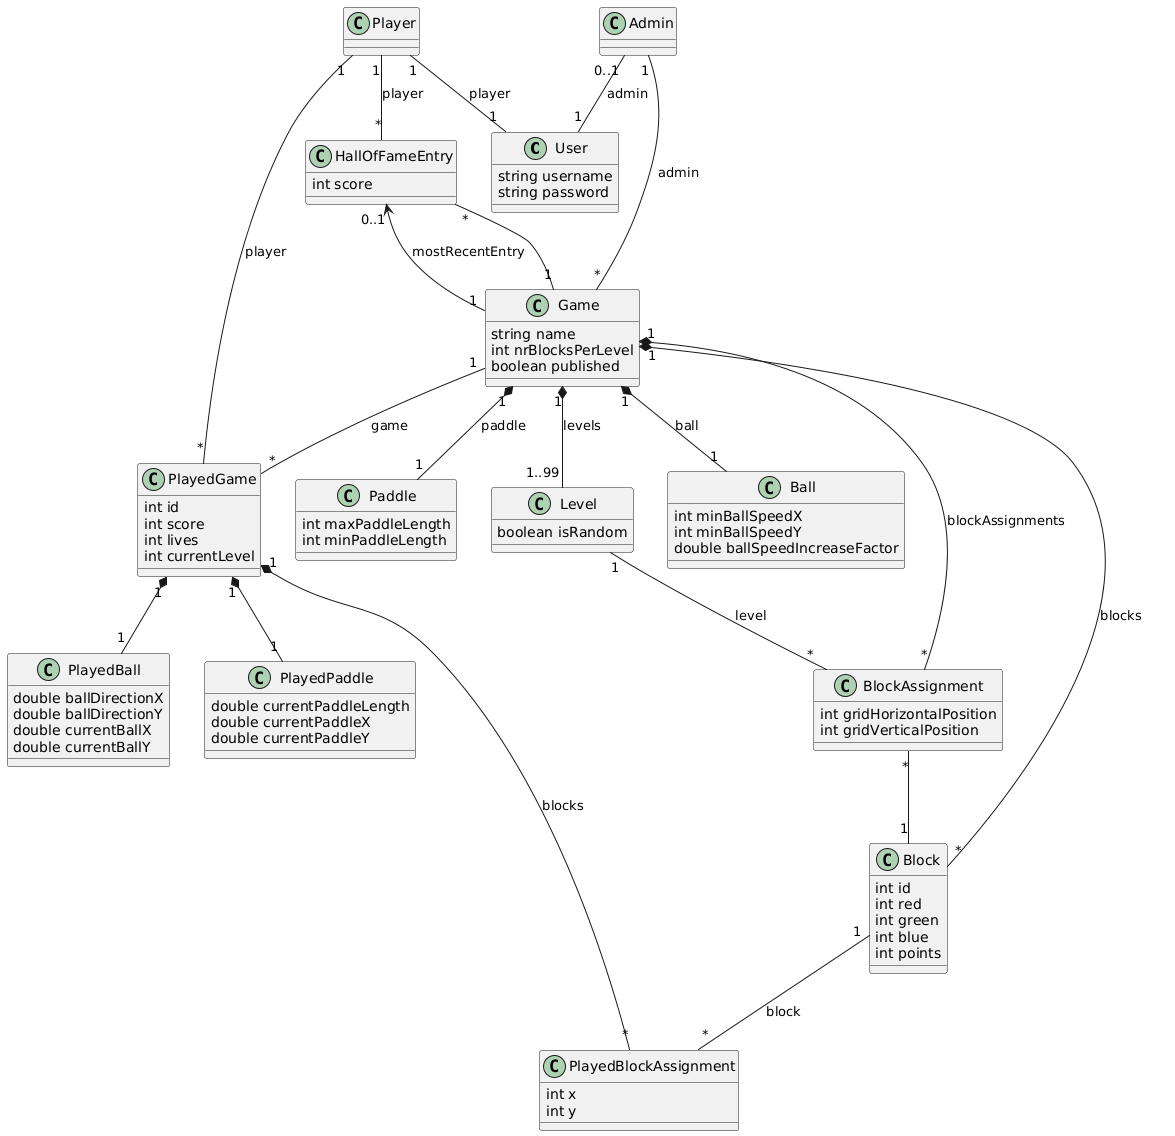 C Player
C Admin
1
1
1
0..1
1
player
player
admin
*
1
1
C HallOfFameEntry
int score
C User
string username
string password
admin
0..1
*
player
mostRecentEntry
1
*
1
C Game
string name
int nrBlocksPerLevel
boolean published
1
1
1
1
1
1
game
paddle
levels
ball
*
*
1
1..99
1
C PlayedGame
int id
int score
int lives
int currentLevel
C Paddle
int maxPaddleLength
int minPaddleLength
C Level
boolean isRandom
C Ball
int minBallSpeedX
int minBallSpeedY
double ballSpeedIncreaseFactor
blockAssignments
1
1
1
1
level
blocks
1
1
*
*
C PlayedBall
double ballDirectionX
double ballDirectionY
double currentBallX
double currentBallY
C PlayedPaddle
double currentPaddleLength
double currentPaddleX
double currentPaddleY
C BlockAssignment
int gridHorizontalPosition
int gridVerticalPosition
*
blocks
1
*
C Block
int id
int red
int green
int blue
int points
1
block
*
*
C PlayedBlockAssignment
int x
int y